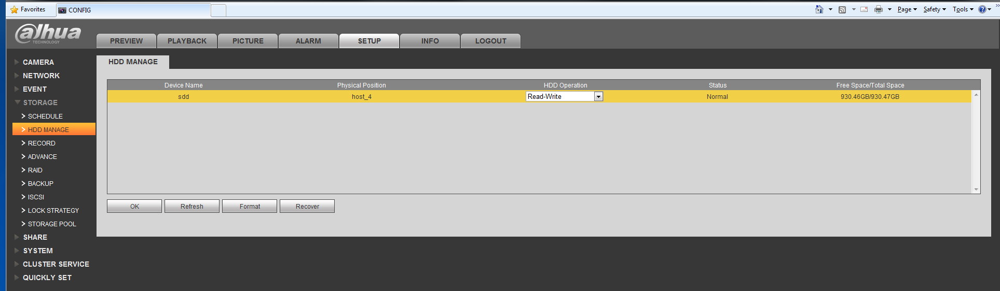 Favorites
CONFIG
Page Safety Tools
alhua
TECHNOLOGY
PREVIEW PLAYBACK PICTURE ALARM SETUP INFO LOGOUT
CAMERA
NETWORK
EVENT
STORAGE
SCHEDULE
HDD MANAGE
RECORD
ADVANCE
RAID
BACKUP
ISCSI
LOCK STRATEGY
STORAGE POOL
SHARE
SYSTEM
CLUSTER SERVICE
QUICKLY SET
HDD MANAGE
Device Name Physical Position HDD Operation Status Free Space/Total Space
sdd host_4 Read-Write Normal 930.46GB/930.47GB
OK Refresh Format Recover